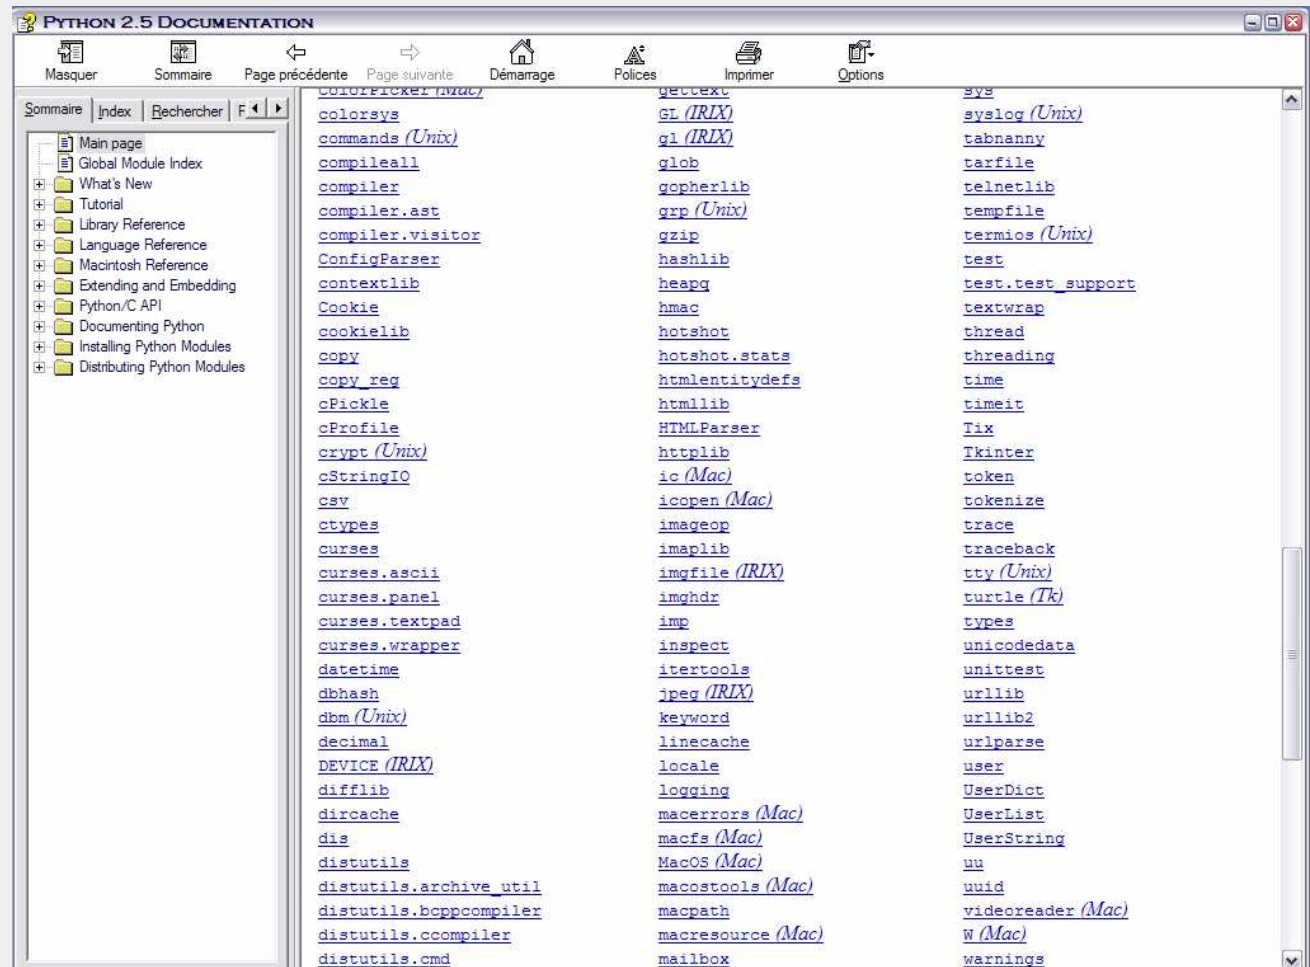 PYTHON 2.5 DOCUMENTATION
Masquer Sommaire Page précédente Page suivante Démarrage Polices Imprimer Options
Sommaire Index Rechercher F
Main page
Global Module Index
What's New
Tutorial
Library Reference
Language Reference
Macintosh Reference
Extending and Embedding
Python/C API
Documenting Python
Installing Python Modules
Distributing Python Modules
ColorPicker (Mac)
colorsys
commands (Unix)
compileall
compiler
compiler.ast
compiler.visitor
ConfigParser
contextlib
Cookie
cookielib
copy
copy_reg
cPickle
cProfile
crypt (Unix)
cStringIO
csv
ctypes
curses
curses.ascii
curses.panel
curses.textpad
curses.wrapper
datetime
dbhash
dbm (Unix)
decimal
DEVICE (IRIX)
difflib
dircache
dis
distutils
distutils.archive_util
distutils.bcppcompiler
distutils.ccompiler
distutils.cmd
gettext
GL (IRIX)
gl (IRIX)
glob
gopherlib
grp (Unix)
gzip
hashlib
heapq
hmac
hotshot
hotshot.stats
htmlentitydefs
htmllib
HTMLParser
httplib
ic (Mac)
icopen (Mac)
imageop
imaplib
imgfile (IRIX)
imghdr
imp
inspect
itertools
jpeg (IRIX)
keyword
linecache
locale
logging
macerrors (Mac)
macfs (Mac)
MacOS (Mac)
macostools (Mac)
macpath
macresource (Mac)
mailbox
sys
syslog (Unix)
tabnanny
tarfile
telnetlib
tempfile
termios (Unix)
test
test.test_support
textwrap
thread
threading
time
timeit
Tix
Tkinter
token
tokenize
trace
traceback
tty (Unix)
turtle (Tk)
types
unicodedata
unittest
urllib
urllib2
urlparse
user
UserDict
UserList
UserString
uu
uuid
videoreader (Mac)
W (Mac)
warnings